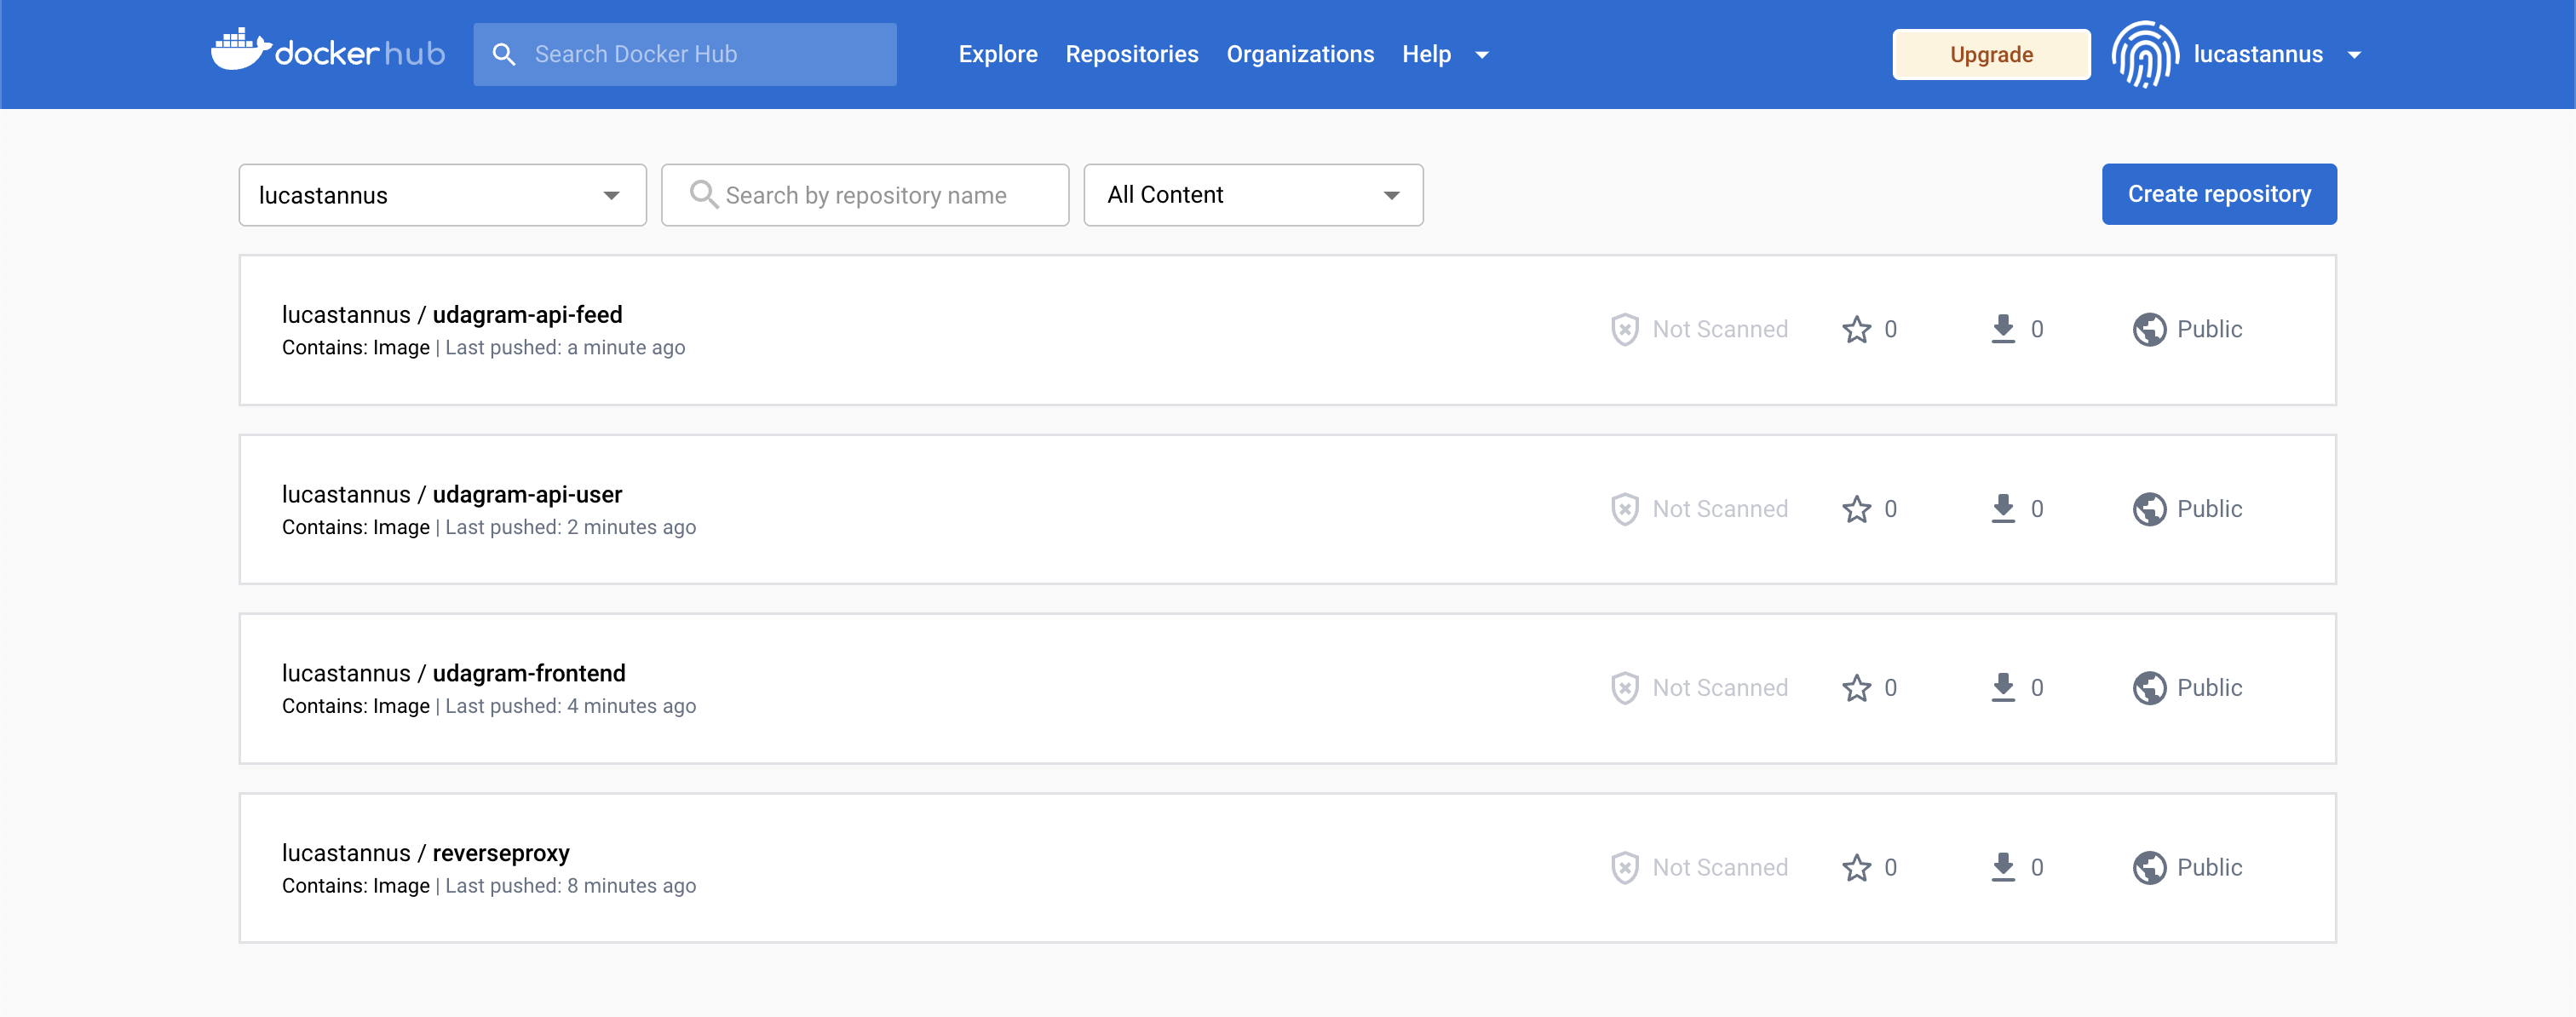 dockerhub Search Docker Hub Explore Repositories Organizations Help Upgrade lucastannus
lucastannus Search by repository name All Content Create repository
lucastannus / udagram-api-feed
Contains: Image | Last pushed: a minute ago
Not Scanned 0 0 Public
lucastannus / udagram-api-user
Contains: Image | Last pushed: 2 minutes ago
Not Scanned 0 0 Public
lucastannus / udagram-frontend
Contains: Image | Last pushed: 4 minutes ago
Not Scanned 0 0 Public
lucastannus / reverseproxy
Contains: Image | Last pushed: 8 minutes ago
Not Scanned 0 0 Public